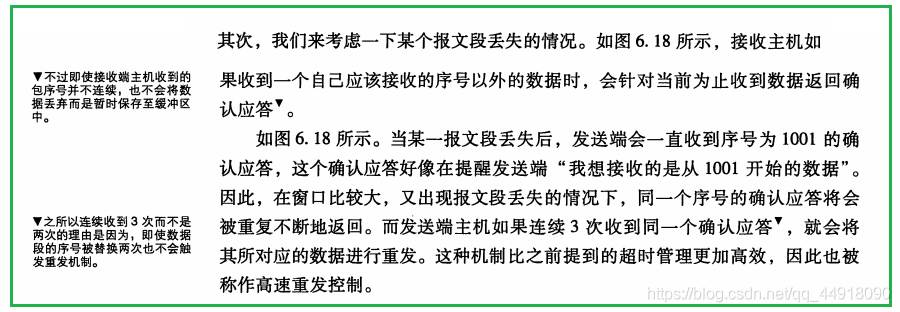 其次，我们来考虑一下某个报文段丢失的情况。如图 6.18 所示，接收主机如
果收到一个自己应该接收的序号以外的数据时，会针对当前为止收到数据返回确
认应答▼。
▼不过即使接收端主机收到的
包序号并不连续，也不会将数
据丢弃而是暂时保存至缓冲区
中。
如图 6.18 所示。当某一报文段丢失后，发送端会一直收到序号为 1001 的确
认应答，这个确认应答好像在提醒发送端“我想接收的是从 1001 开始的数据”。
因此，在窗口比较大，又出现报文段丢失的情况下，同一个序号的确认应答将会
被重复不断地返回。而发送端主机如果连续 3 次收到同一个确认应答▼，就会将
其所对应的数据进行重发。这种机制比之前提到的超时管理更加高效，因此也被
称作高速重发控制。
▼之所以连续收到 3 次而不是
两次的理由是因为，即使数据
段的序号被替换两次也不会触
发重发机制。
https://blog.csdn.net/qq_44918090